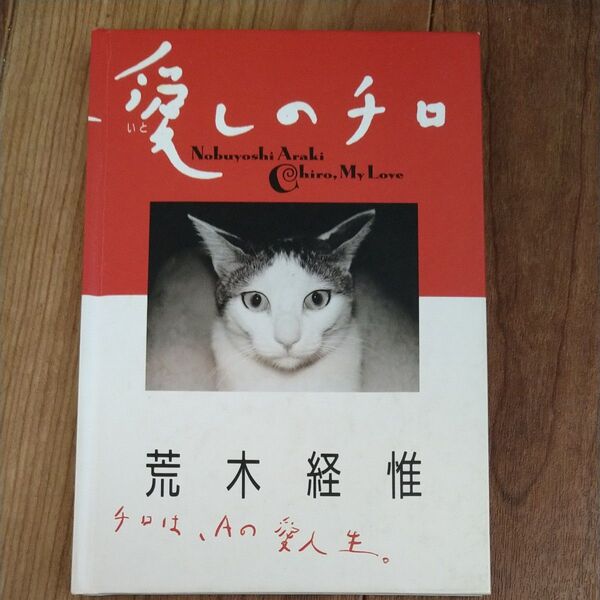 愛しのチロ
いと
Nobuyoshi Araki
Chiro, My Love
荒木経惟
チロは、Aの愛人生。